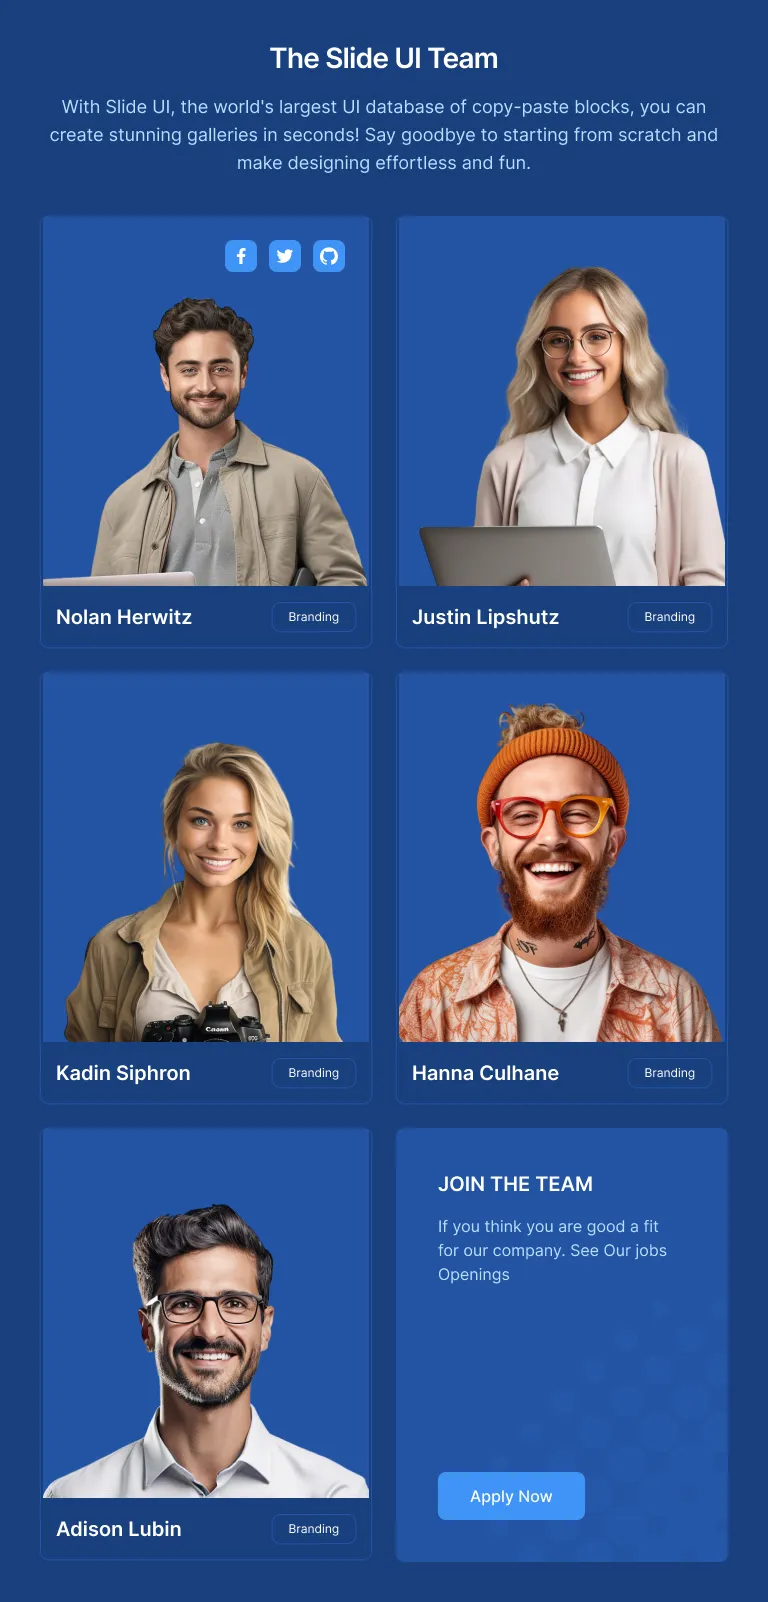 The Slide UI Team
With Slide UI, the world's largest UI database of copy-paste blocks, you can
create stunning galleries in seconds! Say goodbye to starting from scratch and
make designing effortless and fun.
Nolan Herwitz
Branding
Justin Lipshutz
Branding
Canon
EOS
Kadin Siphron
Branding
Hanna Culhane
Branding
JOIN THE TEAM
If you think you are good a fit
for our company. See Our jobs
Openings
Apply Now
Adison Lubin
Branding